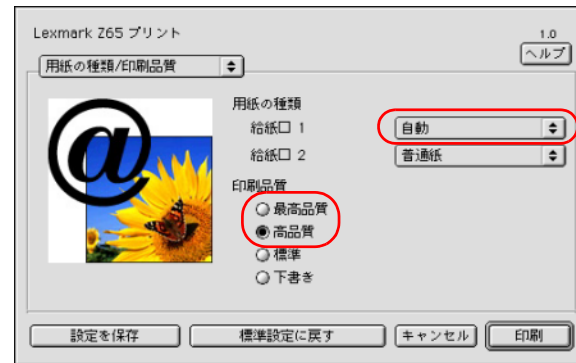 Lexmark Z65 プリント
1.0
用紙の種類/印刷品質
ヘルプ
@
用紙の種類
給紙口 1
自動
給紙口 2
普通紙
印刷品質
最高品質
高品質
標準
下書き
設定を保存
標準設定に戻す
キャンセル
印刷